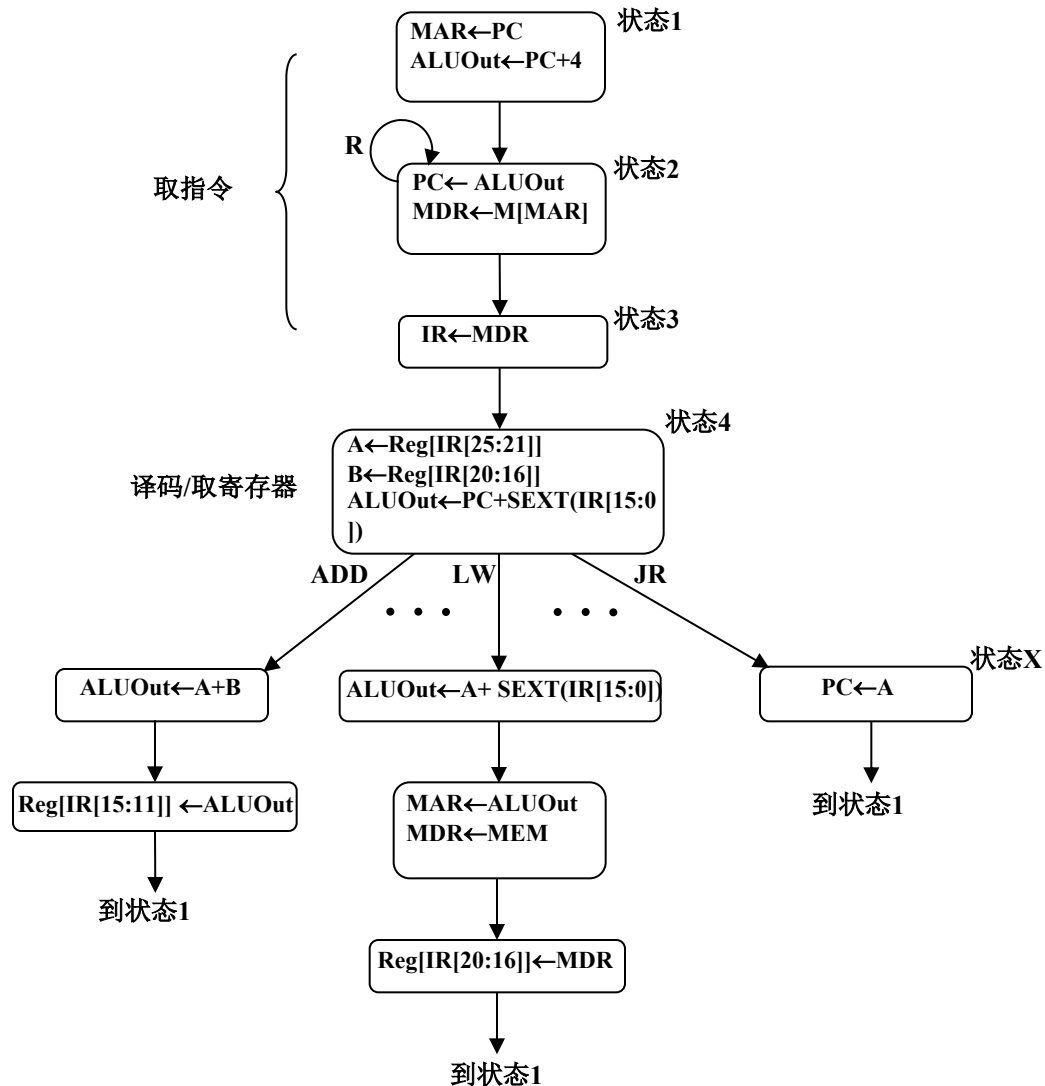 状态1
MAR←PC
ALUOut←PC+4
R
状态2
PC← ALUOut
MDR←M[MAR]
取指令
状态3
IR←MDR
状态4
A←Reg[IR[25:21]]
B←Reg[IR[20:16]]
ALUOut←PC+SEXT(IR[15:0
])
译码/取寄存器
ADD
LW
JR
• • •
• • •
状态X
ALUOut←A+B
ALUOut←A+ SEXT(IR[15:0])
PC←A
Reg[IR[15:11]] ←ALUOut
MAR←ALUOut
MDR←MEM
到状态1
到状态1
Reg[IR[20:16]]←MDR
到状态1